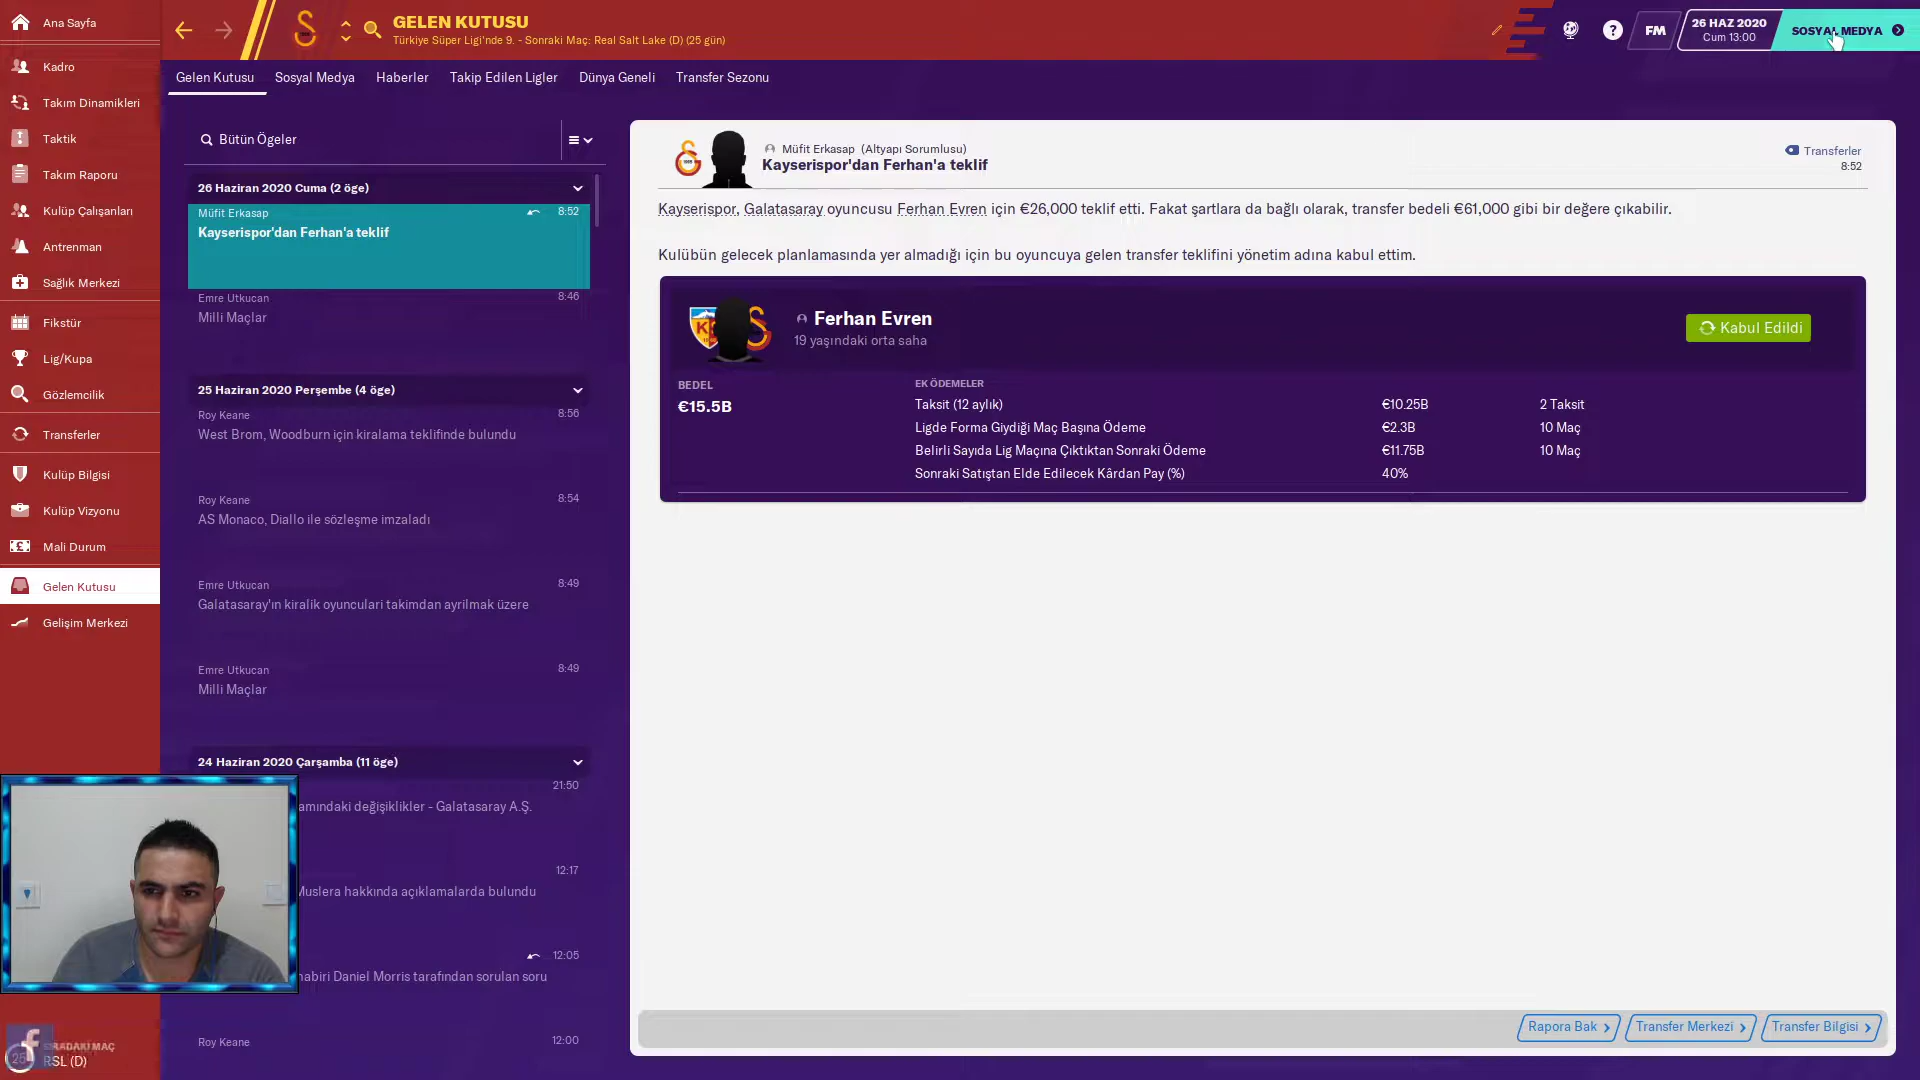 Ana Sayfa
Kadro
Takım Dinamikleri
Taktik
Takım Raporu
Kulüp Çalışanları
Antrenman
Sağlık Merkezi
Fikstür
Lig/Kupa
Gözlemcilik
Transferler
Kulüp Bilgisi
Kulüp Vizyonu
Mali Durum
Gelen Kutusu
Gelişim Merkezi
RSL (D)
GELEN KUTUSU
Türkiye Süper Ligi'nde 9. - Sonraki Maç: Real Salt Lake (D) (25 gün)
FM
26 HAZ 2020
Cum 13:00
SOSYAL MEDYA
Gelen Kutusu Sosyal Medya Haberler Takip Edilen Ligler Dünya Geneli Transfer Sezonu
Bütün Ögeler
26 Haziran 2020 Cuma (2 öge)
Müfit Erkasap 8:52
Kayserispor'dan Ferhan'a teklif
Emre Utkucan 8:46
Milli Maçlar
25 Haziran 2020 Perşembe (4 öge)
Roy Keane 8:56
West Brom, Woodburn için kiralama teklifinde bulundu
Roy Keane 8:54
AS Monaco, Diallo ile sözleşme imzaladı
Emre Utkucan 8:49
Galatasaray'ın kiralik oyunculari takimdan ayrilmak üzere
Emre Utkucan 8:49
Milli Maçlar
24 Haziran 2020 Çarşamba (11 öge)
21:50
değişiklikler - Galatasaray A.Ş.
12:17
Muslera hakkında açıklamalarda bulundu
12:05
Daniel Morris tarafından sorulan soru
Roy Keane 12:00
Müfit Erkasap (Altyapı Sorumlusu)
Kayserispor'dan Ferhan'a teklif
Transferler
8:52
Kayserispor, Galatasaray oyuncusu Ferhan Evren için €26,000 teklif etti. Fakat şartlara da bağlı olarak, transfer bedeli €61,000 gibi bir değere çıkabilir.
Kulübün gelecek planlamasında yer almadığı için bu oyuncuya gelen transfer teklifini yönetim adına kabul ettim.
Ferhan Evren
19 yaşındaki orta saha
Kabul Edildi
BEDEL
€15.5B
EK ÖDEMELER
Taksit (12 aylık) €10.25B 2 Taksit
Ligde Forma Giydiği Maç Başına Ödeme €2.3B 10 Maç
Belirli Sayıda Lig Maçına Çıktıktan Sonraki Ödeme €11.75B 10 Maç
Sonraki Satıştan Elde Edilecek Kârdan Pay (%) 40%
Rapora Bak
Transfer Merkezi
Transfer Bilgisi